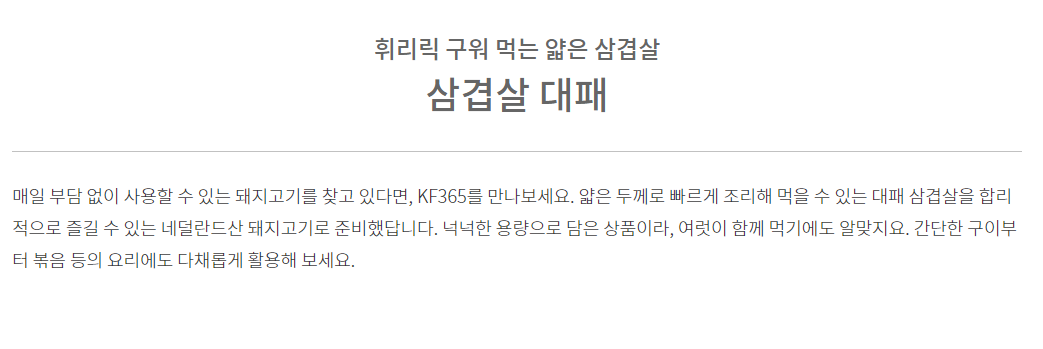 휘리릭 구워 먹는 얇은 삼겹살
삼겹살 대패
매일 부담 없이 사용할 수 있는 돼지고기를 찾고 있다면, KF365를 만나보세요. 얇은 두께로 빠르게 조리해 먹을 수 있는 대패 삼겹살을 합리
적으로 즐길 수 있는 네덜란드산 돼지고기로 준비했답니다. 넉넉한 용량으로 담은 상품이라, 여럿이 함께 먹기에도 알맞지요. 간단한 구이부
터 볶음 등의 요리에도 다채롭게 활용해 보세요.